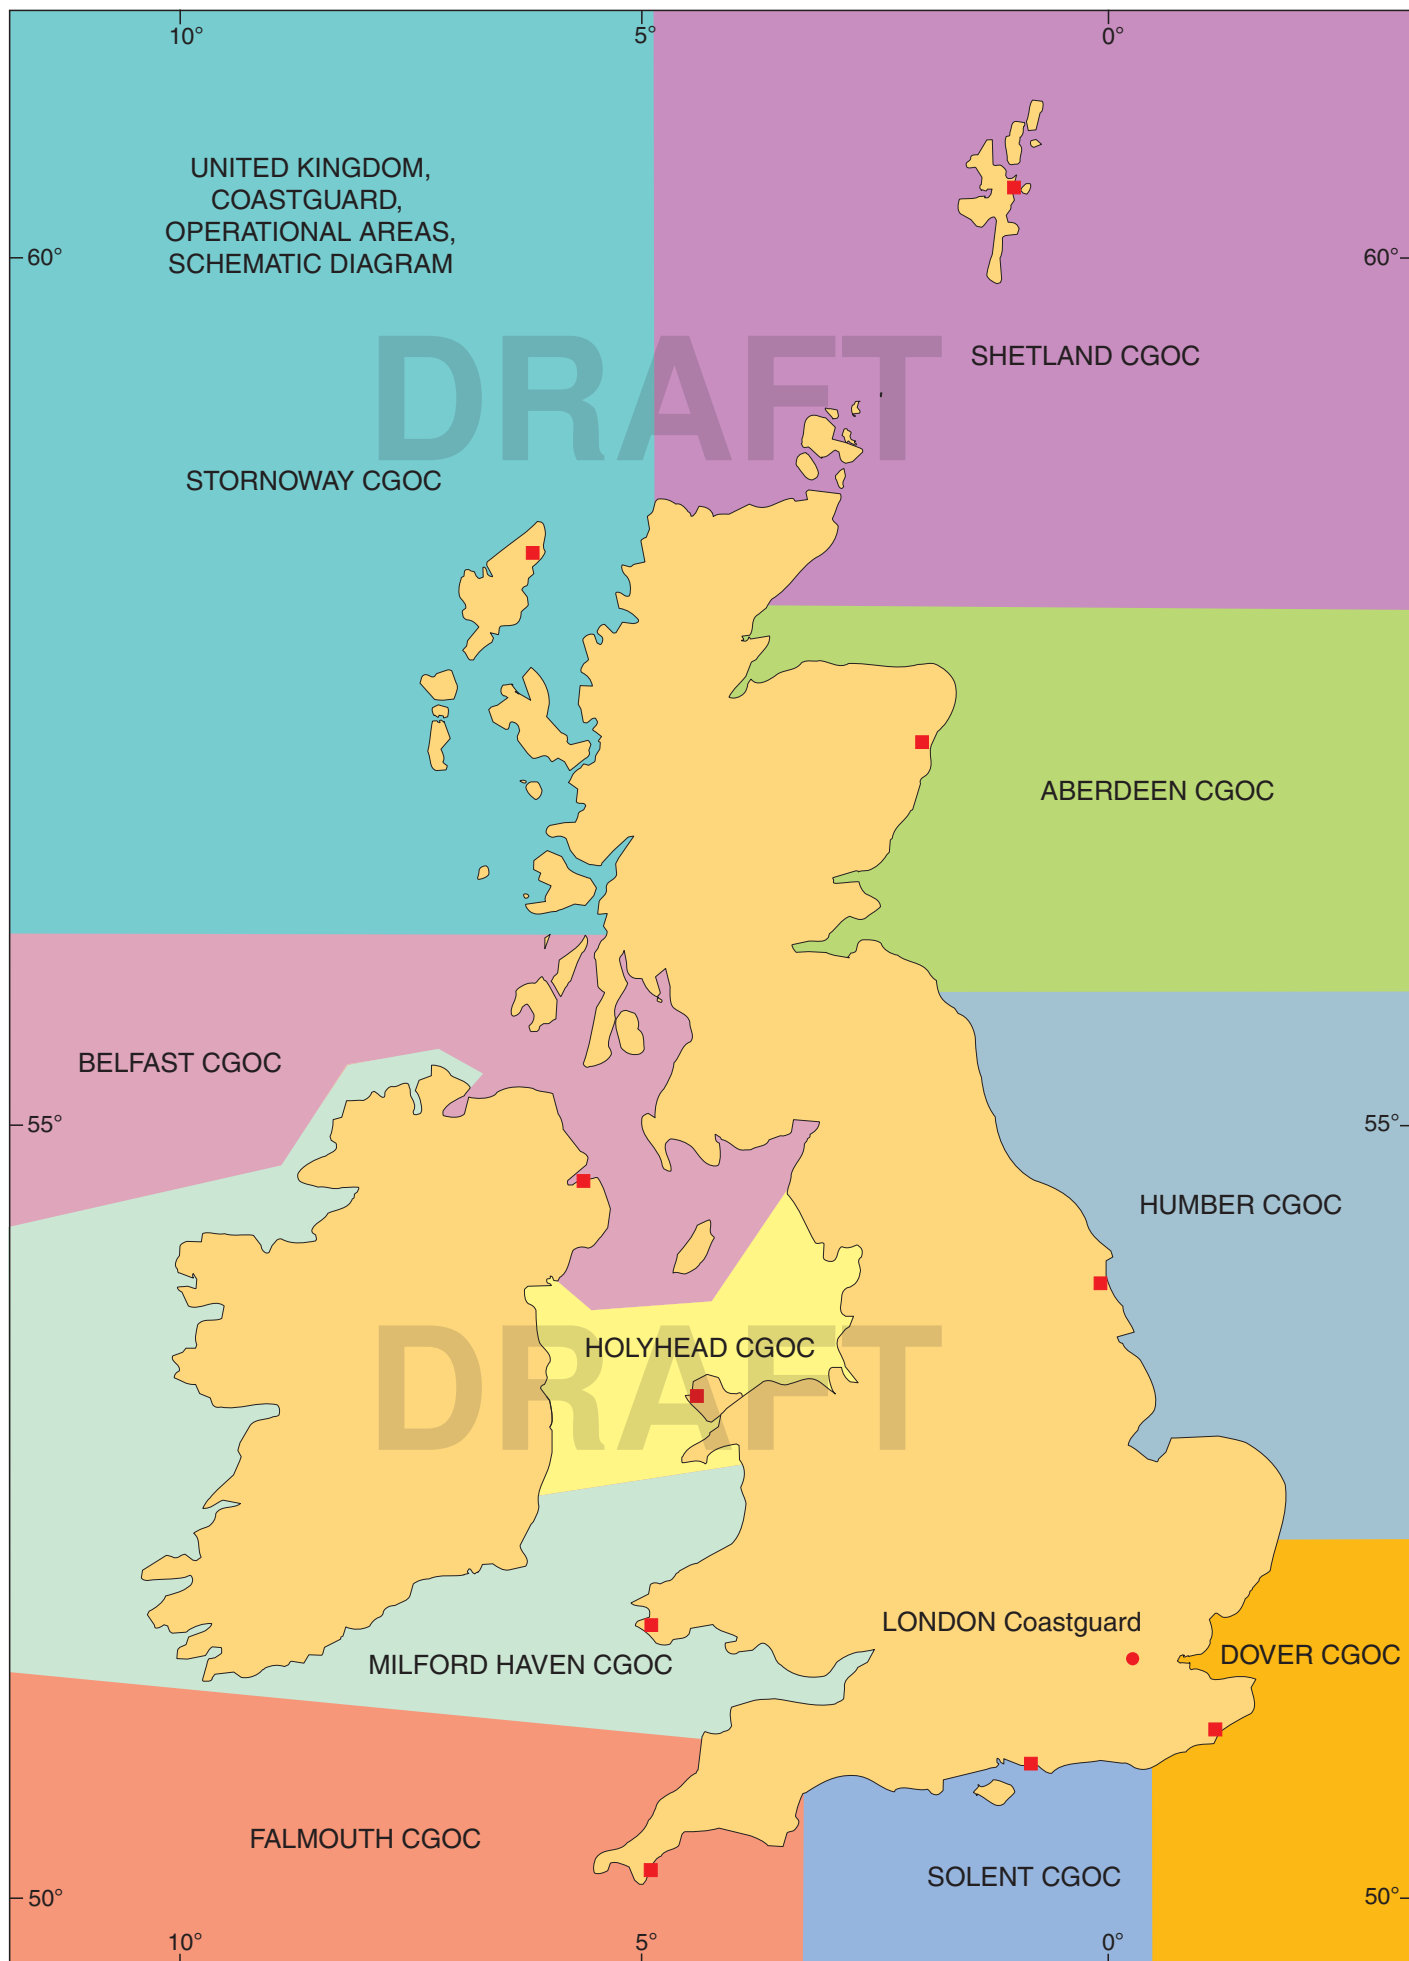 10°
5°
0°
UNITED KINGDOM,
COASTGUARD,
OPERATIONAL AREAS,
SCHEMATIC DIAGRAM
60°
60°
SHETLAND CGOC
DRAFT
STORNOWAY CGOC
ABERDEEN CGOC
BELFAST CGOC
55°
55°
HUMBER CGOC
HOLYHEAD CGOC
DRAFT
LONDON Coastguard
DOVER CGOC
MILFORD HAVEN CGOC
FALMOUTH CGOC
SOLENT CGOC
50°
50°
10°
5°
0°